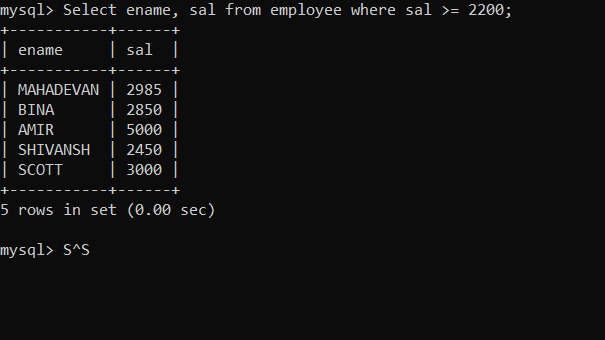 mysql> Select ename, sal from employee where sal >= 2200;
+-----------+------+
| ename     | sal  |
+-----------+------+
| MAHADEVAN | 2985 |
| BINA      | 2850 |
| AMIR      | 5000 |
| SHIVANSH  | 2450 |
| SCOTT     | 3000 |
+-----------+------+
5 rows in set (0.00 sec)
mysql> S^S